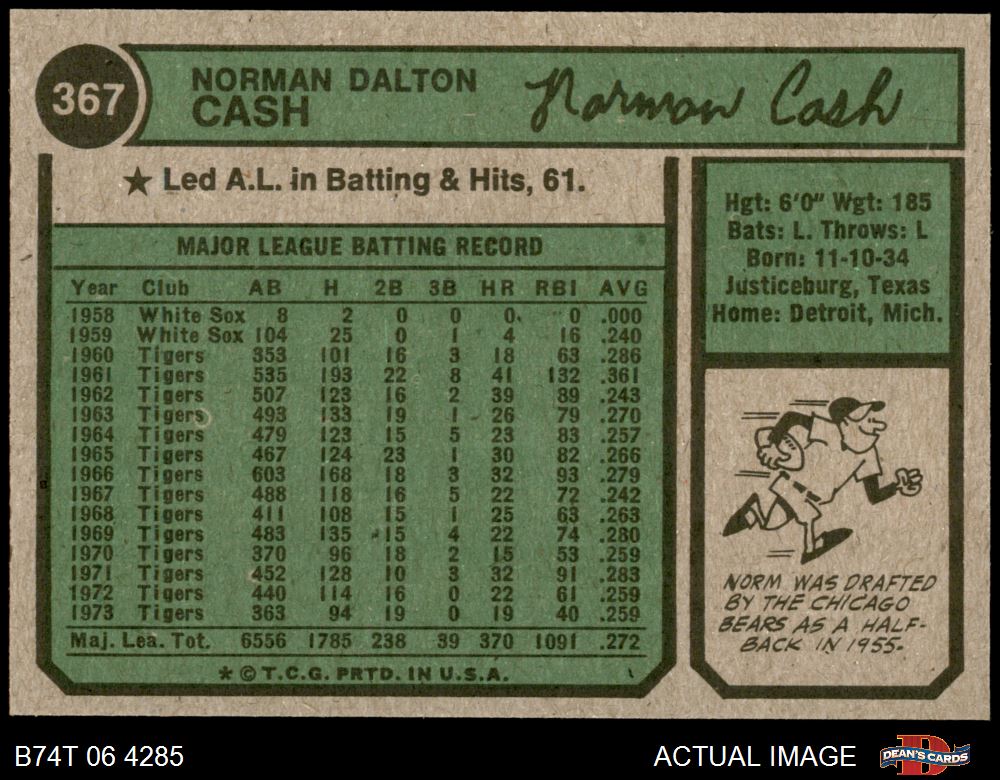 367
NORMAN DALTON
CASH
Norman Cash
★ Led A.L. in Batting & Hits, 61.
MAJOR LEAGUE BATTING RECORD
Year Club AB H 2B 3B HR RBI AVG
1958 White Sox 8 2 0 0 0 0 .000
1959 White Sox 104 25 0 1 4 16 .240
1960 Tigers 353 101 16 3 18 63 .286
1961 Tigers 535 193 22 8 41 132 .361
1962 Tigers 507 123 16 2 39 89 .243
1963 Tigers 493 133 19 1 26 79 .270
1964 Tigers 479 123 15 5 23 83 .257
1965 Tigers 467 124 23 1 30 82 .266
1966 Tigers 603 168 18 3 32 93 .279
1967 Tigers 488 118 16 5 22 72 .242
1968 Tigers 411 108 15 1 25 63 .263
1969 Tigers 483 135 15 4 22 74 .280
1970 Tigers 370 96 18 2 15 53 .259
1971 Tigers 452 128 10 3 32 91 .283
1972 Tigers 440 114 16 0 22 61 .259
1973 Tigers 363 94 19 0 19 40 .259
Maj. Lea. Tot. 6556 1785 238 39 370 1091 .272
* © T.C.G. PRTD. IN U.S.A.
Hgt: 6'0" Wgt: 185
Bats: L. Throws: L
Born: 11-10-34
Justiceburg, Texas
Home: Detroit, Mich.
NORM WAS DRAFTED
BY THE CHICAGO
BEARS AS A HALF-
BACK IN 1955.
B74T 06 4285
ACTUAL IMAGE
DEAN'S CARDS